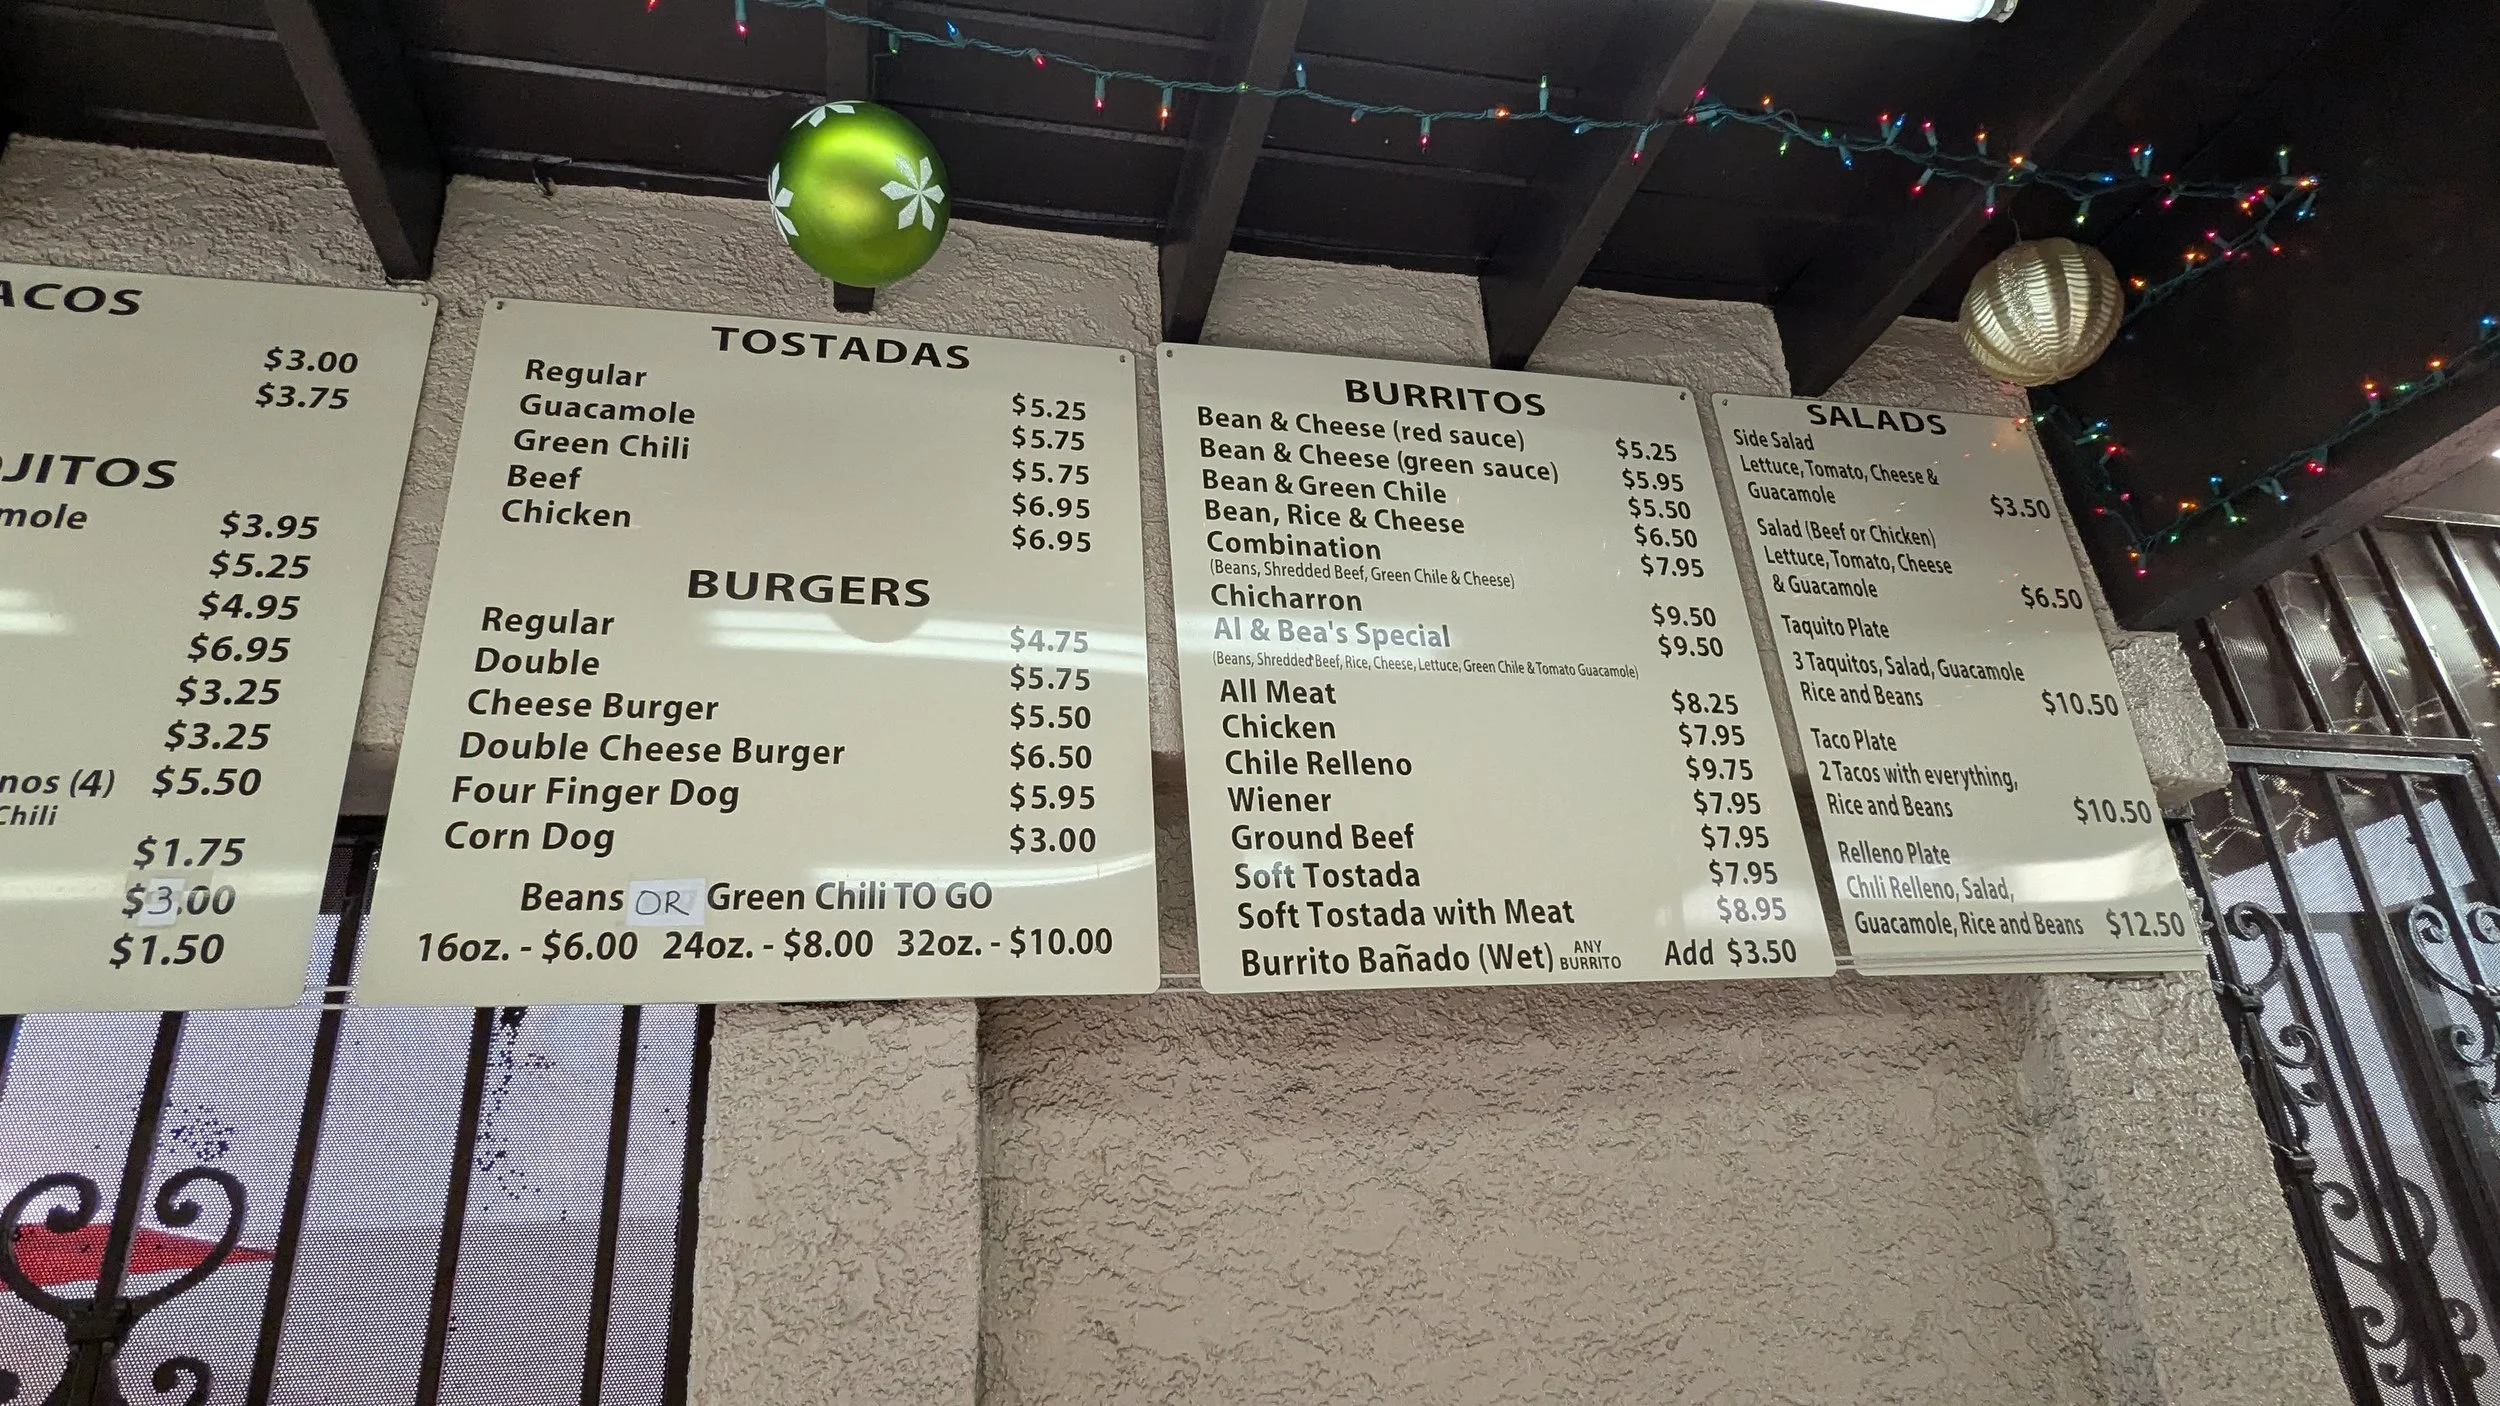 ACOS
$3.00
$3.75
JITOS
mole $3.95
$5.25
$4.95
$6.95
$3.25
$3.25
nos (4) $5.50
Chili
$1.75
$3.00
$1.50
TOSTADAS
Regular $5.25
Guacamole $5.75
Green Chili $5.75
Beef $6.95
Chicken $6.95
BURGERS
Regular $4.75
Double $5.75
Cheese Burger $5.50
Double Cheese Burger $6.50
Four Finger Dog $5.95
Corn Dog $3.00
Beans OR Green Chili TO GO
16oz. - $6.00 24oz. - $8.00 32oz. - $10.00
BURRITOS
Bean & Cheese (red sauce) $5.25
Bean & Cheese (green sauce) $5.95
Bean & Green Chile $5.50
Bean, Rice & Cheese $6.50
Combination $7.95
(Beans, Shredded Beef, Green Chile & Cheese)
Chicharron $9.50
Al & Bea's Special $9.50
(Beans, Shredded Beef, Rice, Cheese, Lettuce, Green Chile & Tomato Guacamole)
All Meat $8.25
Chicken $7.95
Chile Relleno $9.75
Wiener $7.95
Ground Beef $7.95
Soft Tostada $7.95
Soft Tostada with Meat $8.95
Burrito Bañado (Wet) ANY BURRITO Add $3.50
SALADS
Side Salad
Lettuce, Tomato, Cheese &
Guacamole $3.50
Salad (Beef or Chicken)
Lettuce, Tomato, Cheese
& Guacamole $6.50
Taquito Plate
3 Taquitos, Salad, Guacamole
Rice and Beans $10.50
Taco Plate
2 Tacos with everything,
Rice and Beans $10.50
Relleno Plate
Chili Relleno, Salad,
Guacamole, Rice and Beans $12.50